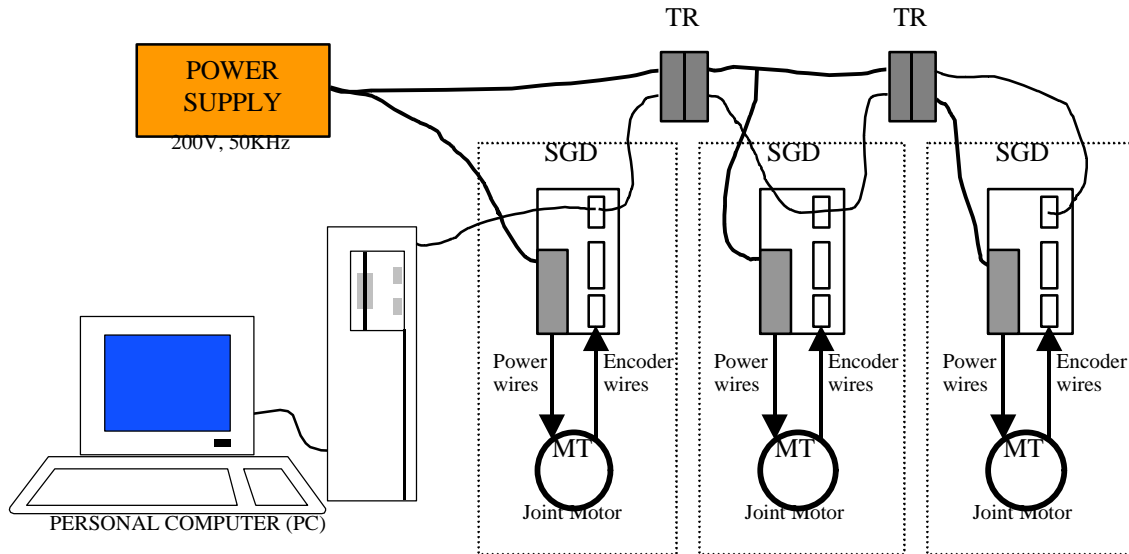 TR
TR
POWER
SUPPLY
200V, 50KHz
SGD
SGD
SGD
Power
wires
Encoder
wires
Power
wires
Encoder
wires
Power
wires
Encoder
wires
MT
MT
MT
Joint Motor
Joint Motor
Joint Motor
PERSONAL COMPUTER (PC)